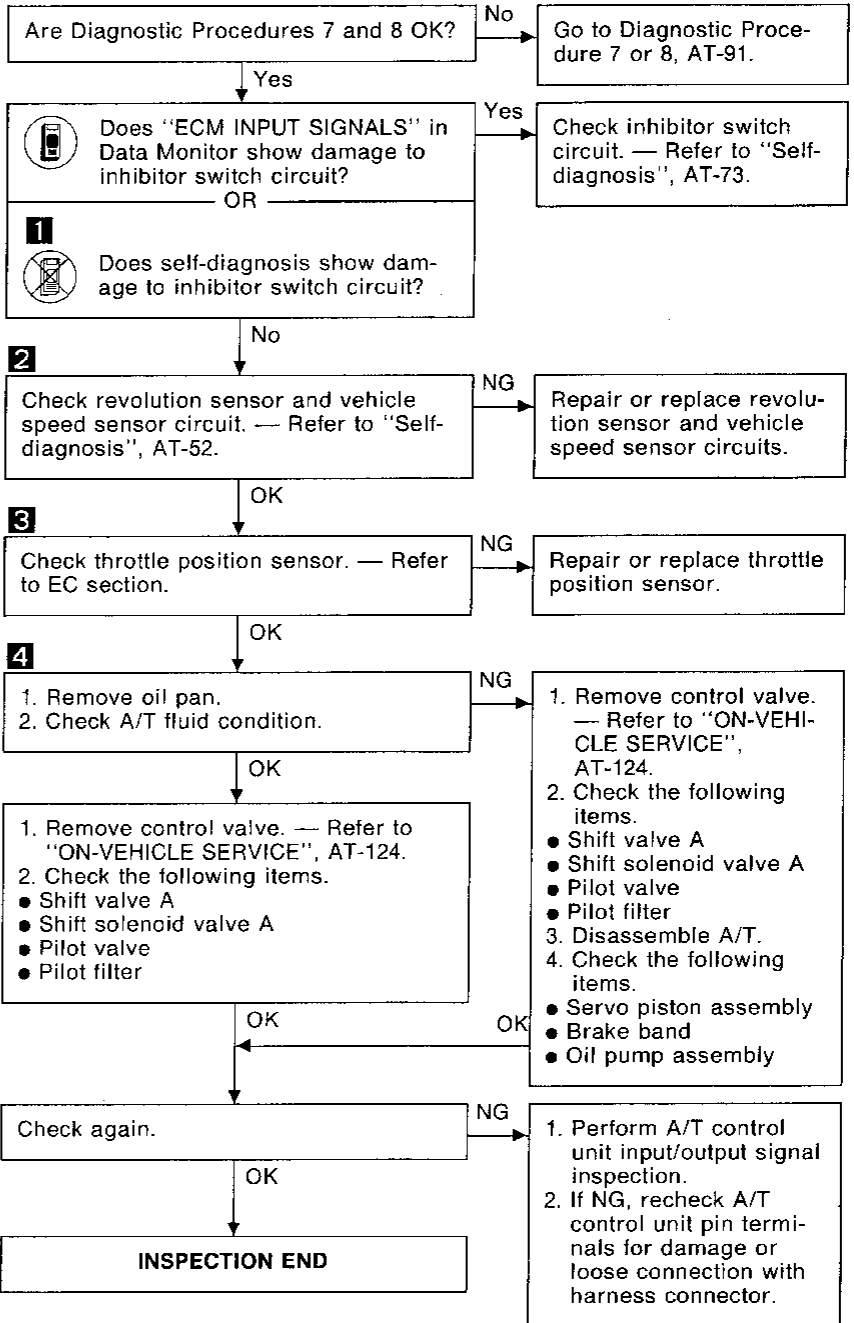 Are Diagnostic Procedures 7 and 8 OK?
No
Go to Diagnostic Proce-
dure 7 or 8, AT-91.
Yes
Does "ECM INPUT SIGNALS" in
Data Monitor show damage to
inhibitor switch circuit?
Yes
Check inhibitor switch
circuit. — Refer to "Self-
diagnosis", AT-73.
OR
1
Does self-diagnosis show dam-
age to inhibitor switch circuit?
No
2
Check revolution sensor and vehicle
speed sensor circuit. — Refer to "Self-
diagnosis", AT-52.
NG
Repair or replace revolu-
tion sensor and vehicle
speed sensor circuits.
OK
3
Check throttle position sensor. — Refer
to EC section.
NG
Repair or replace throttle
position sensor.
OK
4
1. Remove oil pan.
2. Check A/T fluid condition.
NG
1. Remove control valve.
— Refer to "ON-VEHI-
CLE SERVICE",
AT-124.
2. Check the following
items.
● Shift valve A
● Shift solenoid valve A
● Pilot valve
● Pilot filter
3. Disassemble A/T.
4. Check the following
items.
● Servo piston assembly
● Brake band
● Oil pump assembly
OK
1. Remove control valve. — Refer to
"ON-VEHICLE SERVICE", AT-124.
2. Check the following items.
● Shift valve A
● Shift solenoid valve A
● Pilot valve
● Pilot filter
OK
OK
Check again.
NG
1. Perform A/T control
unit input/output signal
inspection.
2. If NG, recheck A/T
control unit pin termi-
nals for damage or
loose connection with
harness connector.
OK
INSPECTION END